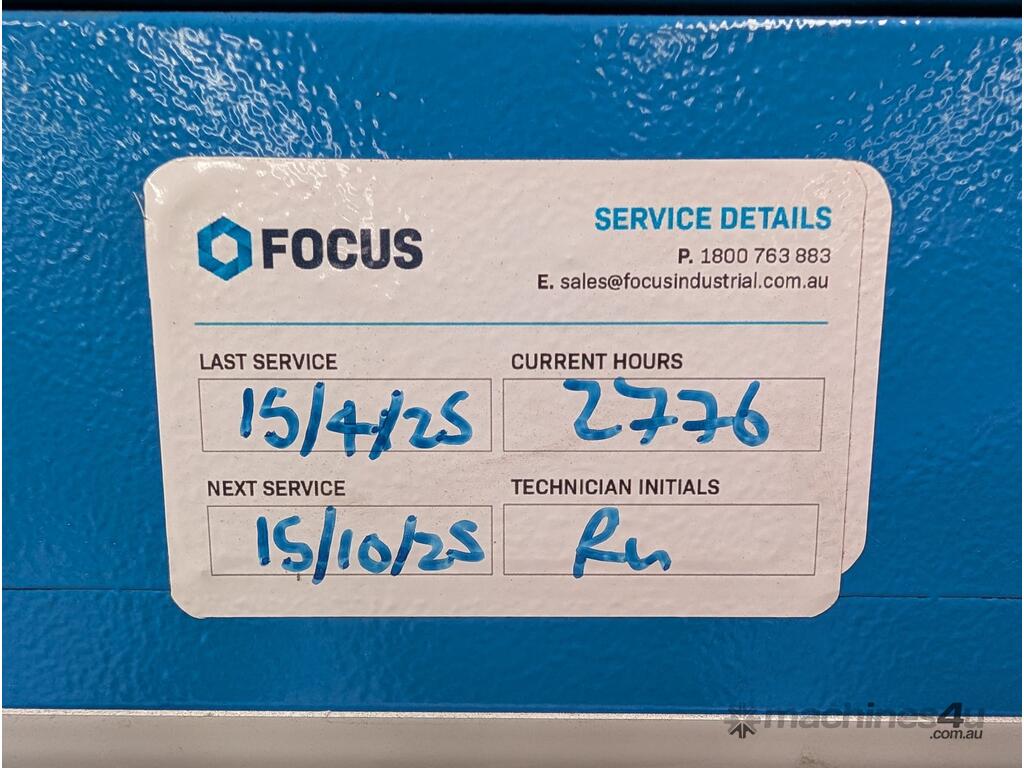 FOCUS
SERVICE DETAILS
P. 1800 763 883
E. sales@focusindustrial.com.au
LAST SERVICE
15/4/25
CURRENT HOURS
2776
NEXT SERVICE
15/10/25
TECHNICIAN INITIALS
machines4u
.com.au